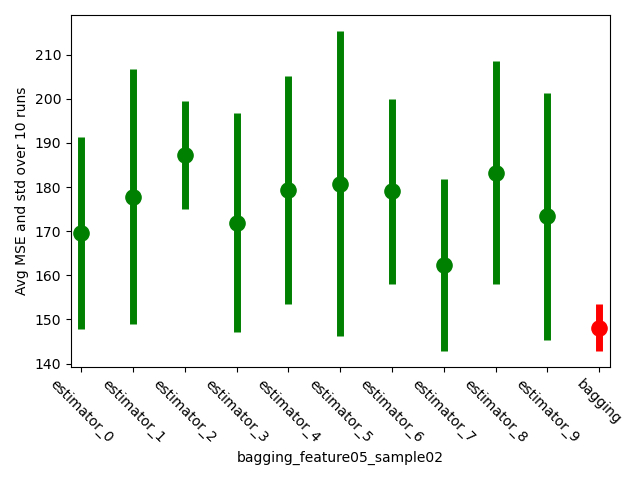 Avg MSE and std over 10 runs
210
200
190
180
170
160
150
140
estimator_0
estimator_1
estimator_2
estimator_3
estimator_4
estimator_5
estimator_6
estimator_7
estimator_8
estimator_9
bagging
bagging_feature05_sample02